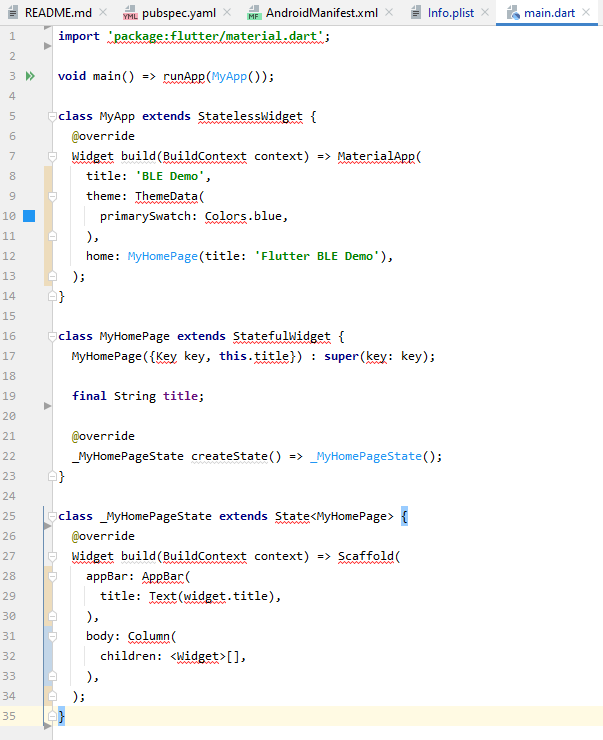 README.md pubspec.yaml AndroidManifest.xml Info.plist main.dart
1 import 'package:flutter/material.dart';
2
3 void main() => runApp(MyApp());
4
5 class MyApp extends StatelessWidget {
6   @override
7   Widget build(BuildContext context) => MaterialApp(
8     title: 'BLE Demo',
9     theme: ThemeData(
10       primarySwatch: Colors.blue,
11     ),
12     home: MyHomePage(title: 'Flutter BLE Demo'),
13   );
14 }
15
16 class MyHomePage extends StatefulWidget {
17   MyHomePage({Key key, this.title}) : super(key: key);
18
19   final String title;
20
21   @override
22   _MyHomePageState createState() => _MyHomePageState();
23 }
24
25 class _MyHomePageState extends State<MyHomePage> {
26   @override
27   Widget build(BuildContext context) => Scaffold(
28     appBar: AppBar(
29       title: Text(widget.title),
30     ),
31     body: Column(
32       children: <Widget>[],
33     ),
34   );
35 }